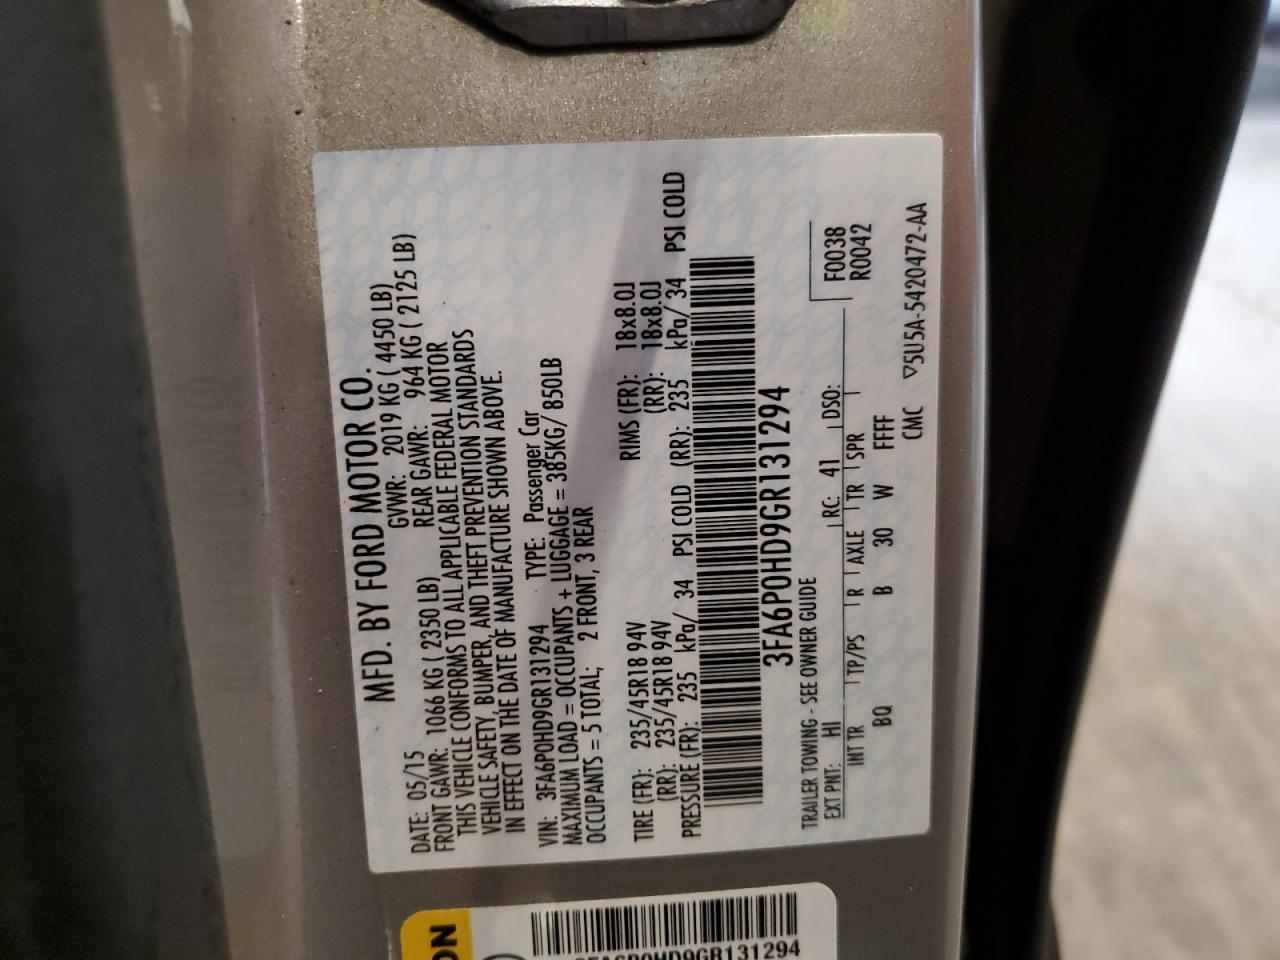 MFD. BY FORD MOTOR CO.
DATE: 05/15 GVWR: 2019 KG ( 4450 LB)
FRONT GAWR: 1066 KG ( 2350 LB) REAR GAWR: 964 KG ( 2125 LB)
THIS VEHICLE CONFORMS TO ALL APPLICABLE FEDERAL MOTOR
VEHICLE SAFETY, BUMPER, AND THEFT PREVENTION STANDARDS
IN EFFECT ON THE DATE OF MANUFACTURE SHOWN ABOVE.
VIN: 3FA6P0HD9GR131294 TYPE: Passenger Car
MAXIMUM LOAD = OCCUPANTS + LUGGAGE = 385KG/ 850LB
OCCUPANTS = 5 TOTAL; 2 FRONT, 3 REAR
TIRE (FR): 235/45R18 94V RIMS (FR): 18x8.0J
(RR): 235/45R18 94V (RR): 18x8.0J
PRESSURE (FR): 235 kPa/ 34 PSI COLD (RR): 235 kPa/ 34 PSI COLD
3FA6P0HD9GR131294
TRAILER TOWING - SEE OWNER GUIDE F0038
EXT PNT: HI RC: 41 DSO: R0042
INT TR TP/PS R AXLE TR SPR
BQ B 30 W FFFF
CMC ▽5U5A-5420472-AA
ON
3FA6P0HD9GR131294